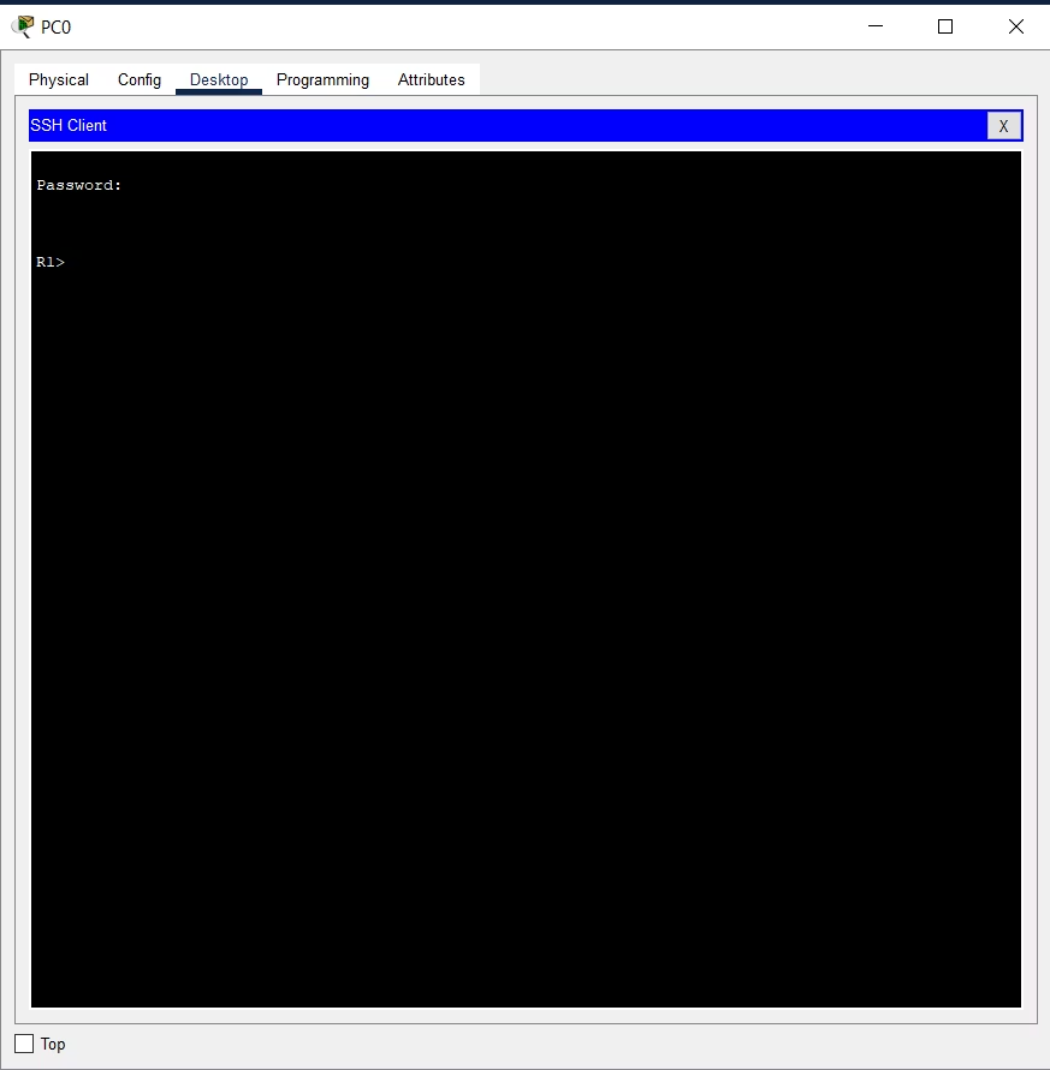 PC0
Physical Config Desktop Programming Attributes
SSH Client X
Password:
R1>
Top